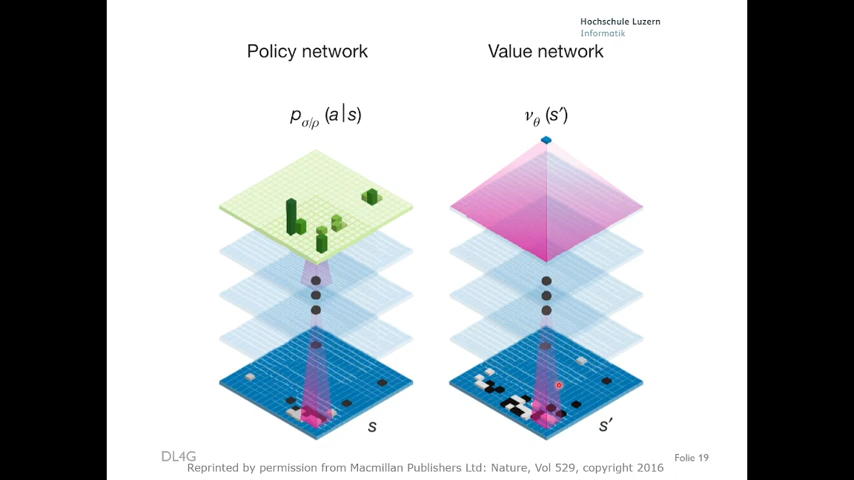 Hochschule Luzern
Informatik
Policy network
Value network
pσ/ρ (a|s)
νθ (s′)
s
s′
DL4G
Folie 19
Reprinted by permission from Macmillan Publishers Ltd: Nature, Vol 529, copyright 2016